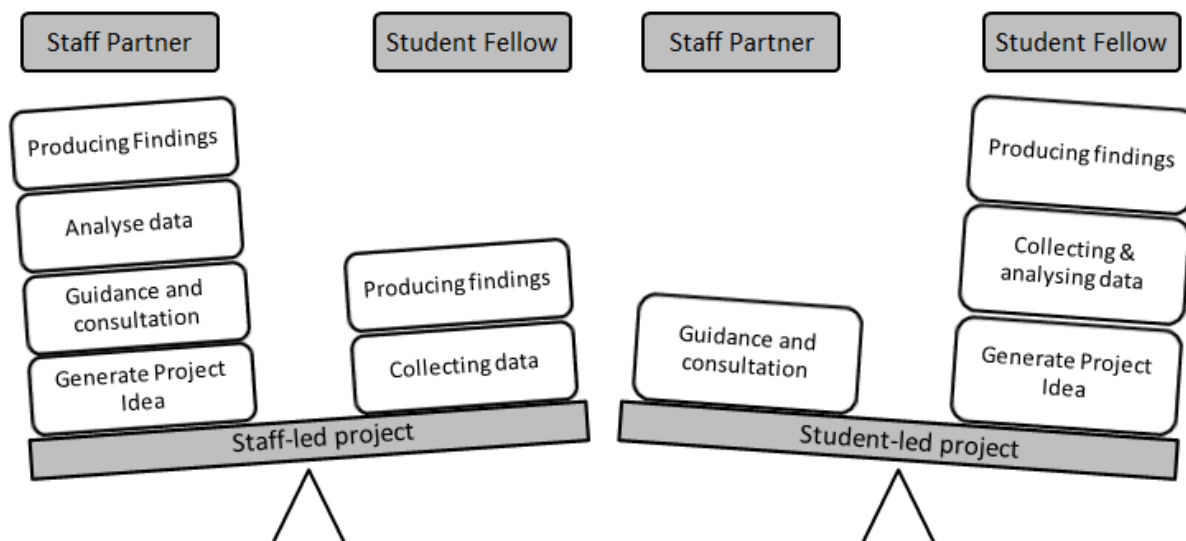 Staff Partner
Student Fellow
Staff Partner
Student Fellow
Producing Findings
Analyse data
Guidance and
consultation
Generate Project
Idea
Producing findings
Collecting data
Staff-led project
Guidance and
consultation
Producing findings
Collecting &
analysing data
Generate Project
Idea
Student-led project